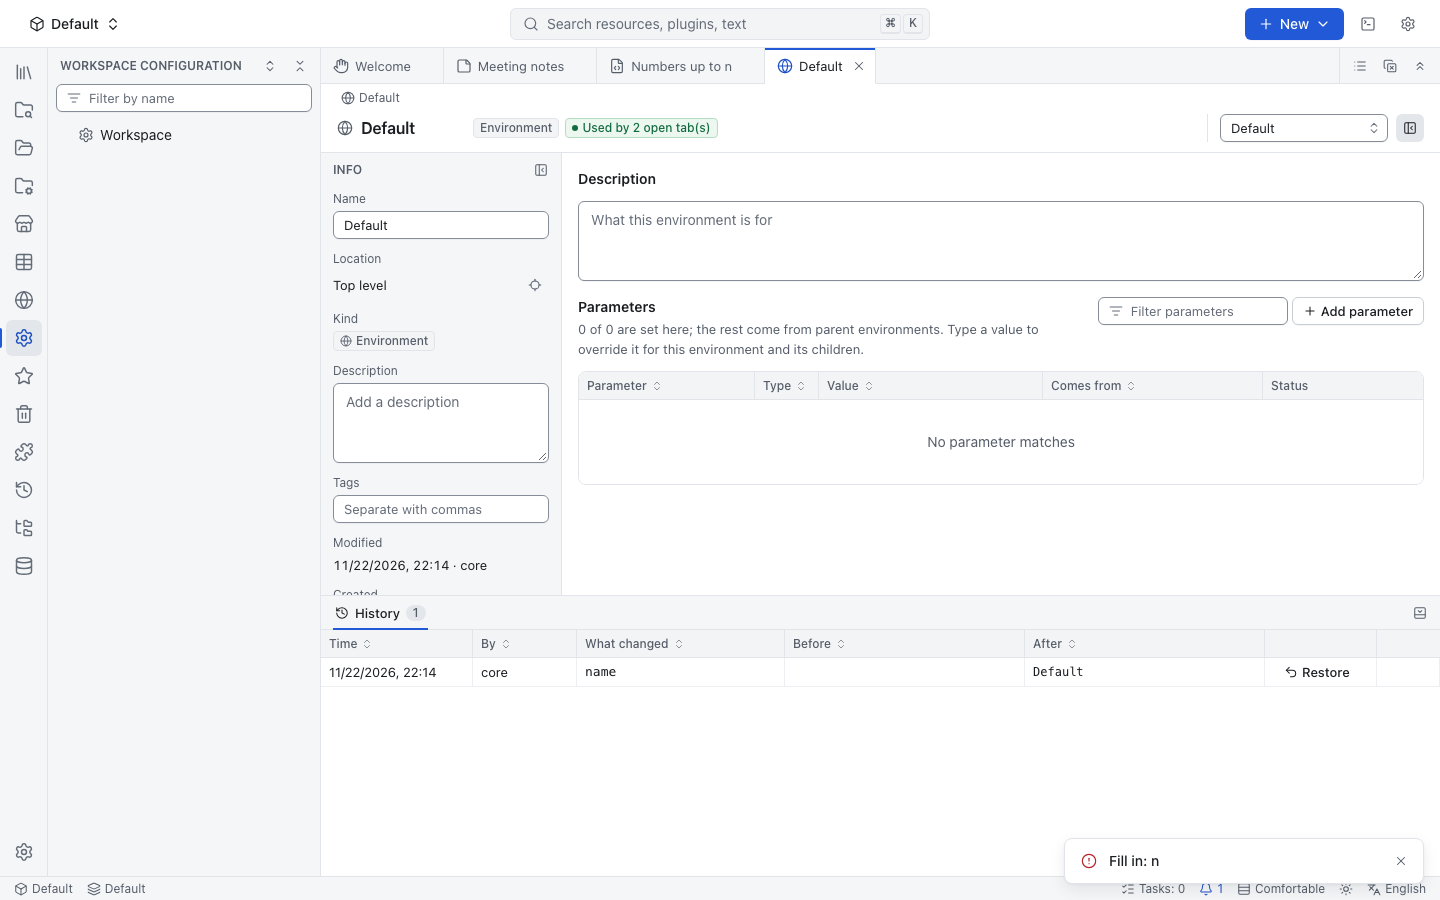 Default
Search resources, plugins, text
⌘ K
New
WORKSPACE CONFIGURATION
Filter by name
Workspace
Welcome
Meeting notes
Numbers up to n
Default
Default
Default
Environment
Used by 2 open tab(s)
Default
INFO
Name
Default
Location
Top level
Kind
Environment
Description
Add a description
Tags
Separate with commas
Modified
11/22/2026, 22:14 · core
Created
Description
What this environment is for
Parameters
0 of 0 are set here; the rest come from parent environments. Type a value to
override it for this environment and its children.
Filter parameters
Add parameter
Parameter
Type
Value
Comes from
Status
No parameter matches
History 1
Time
By
What changed
Before
After
11/22/2026, 22:14
core
name
Default
Restore
Fill in: n
Default
Default
Tasks: 0
1
Comfortable
English